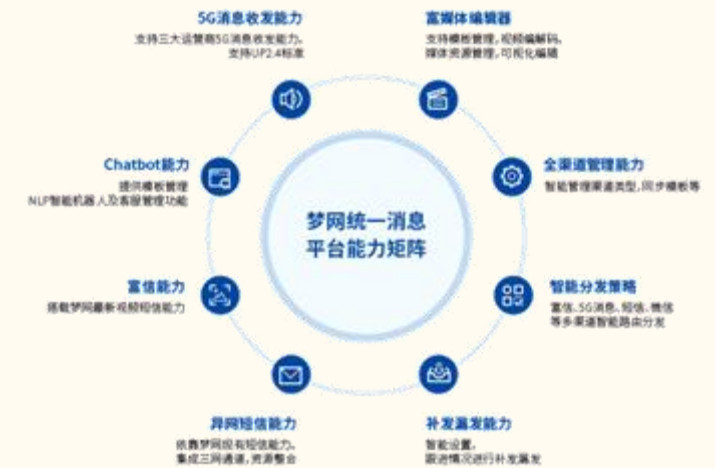 5G消息收发能力
支持三大运营商5G消息收发能力，
支持UP2.4标准
富媒体编辑器
支持模板管理，视频编解码，
媒体资源管理，可视化编辑
Chatbot能力
提供模板管理
NLP智能机器人及客服管理功能
全渠道管理能力
智能管理渠道类型，同步模板等
梦网统一消息
平台能力矩阵
富信能力
搭载梦网最新视频短信能力
智能分发策略
富信、5G消息、短信、微信
等多渠道智能路由分发
异网短信能力
依靠梦网现有短信能力，
集成三网通道，资源整合
补发漏发能力
智能设置，
跟进情况进行补发漏发